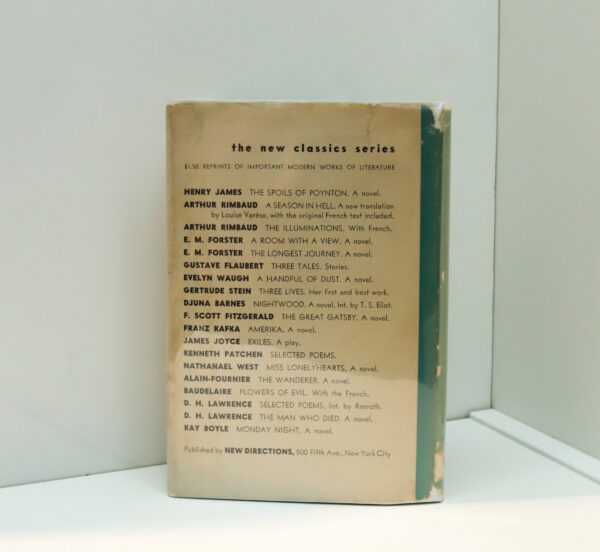 the new classics series
$1.50 REPRINTS OF IMPORTANT MODERN WORKS OF LITERATURE
HENRY JAMES THE SPOILS OF POYNTON. A novel.
ARTHUR RIMBAUD A SEASON IN HELL. A new translation
by Louise Varèse, with the original French text included.
ARTHUR RIMBAUD THE ILLUMINATIONS. With French.
E. M. FORSTER A ROOM WITH A VIEW. A novel.
E. M. FORSTER THE LONGEST JOURNEY. A novel.
GUSTAVE FLAUBERT THREE TALES. Stories.
EVELYN WAUGH A HANDFUL OF DUST. A novel.
GERTRUDE STEIN THREE LIVES. Her first and best work.
DJUNA BARNES NIGHTWOOD. A novel. Int. by T. S. Eliot.
F. SCOTT FITZGERALD THE GREAT GATSBY. A novel.
FRANZ KAFKA AMERIKA. A novel.
JAMES JOYCE EXILES. A play.
KENNETH PATCHEN SELECTED POEMS.
NATHANAEL WEST MISS LONELYHEARTS. A novel.
ALAIN-FOURNIER THE WANDERER. A novel.
BAUDELAIRE FLOWERS OF EVIL. With the French.
D. H. LAWRENCE SELECTED POEMS. Int. by Rexroth.
D. H. LAWRENCE THE MAN WHO DIED. A novel.
KAY BOYLE MONDAY NIGHT. A novel.
Published by NEW DIRECTIONS, 500 Fifth Ave., New York City